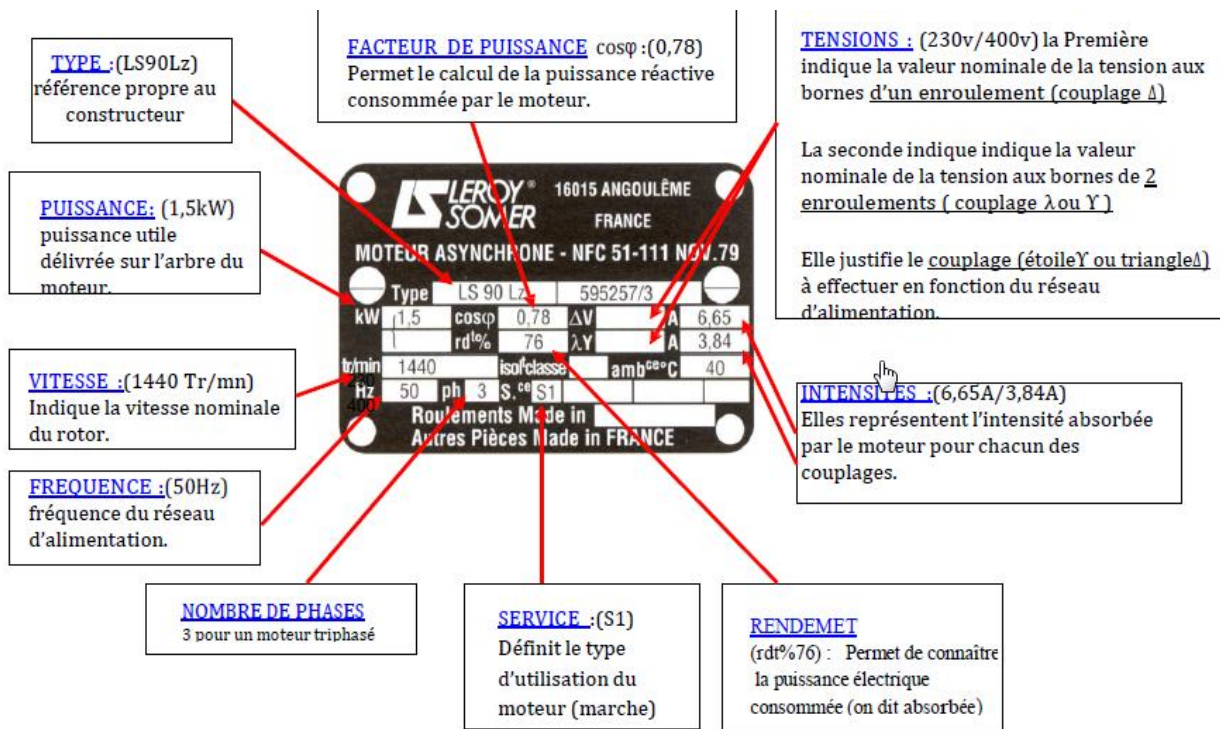 TYPE :(LS90Lz)
référence propre au
constructeur
FACTEUR DE PUISSANCE cosφ :(0,78)
Permet le calcul de la puissance réactive
consommée par le moteur.
TENSIONS : (230v/400v) la Première
indique la valeur nominale de la tension aux
bornes d’un enroulement (couplage Δ)
La seconde indique indique la valeur
nominale de la tension aux bornes de 2
enroulements ( couplage λ ou Y )
Elle justifie le couplage (étoileY ou triangleΔ)
à effectuer en fonction du réseau
d’alimentation.
PUISSANCE: (1,5kW)
puissance utile
délivrée sur l’arbre du
moteur.
LS LEROY® SOMER
16015 ANGOULÊME
FRANCE
MOTEUR ASYNCHRONE - NFC 51-111 NOV.79
Type LS 90 Lz 595257/3
kW 1,5 cosφ 0,78 ΔV A 6,65
rdt% 76 λY A 3,84
tr/min 1440 isolt classe ambce°C 40
Hz 50 ph 3 S.ce S1
400
Roulements Made in
Autres Pièces Made in FRANCE
VITESSE :(1440 Tr/mn)
Indique la vitesse nominale
du rotor.
INTENSITES :(6,65A/3,84A)
Elles représentent l’intensité absorbée
par le moteur pour chacun des
couplages.
FREQUENCE :(50Hz)
fréquence du réseau
d’alimentation.
NOMBRE DE PHASES
3 pour un moteur triphasé
SERVICE :(S1)
Définit le type
d’utilisation du
moteur (marche)
RENDEMET
(rdt%76) : Permet de connaître
la puissance électrique
consommée (on dit absorbée)